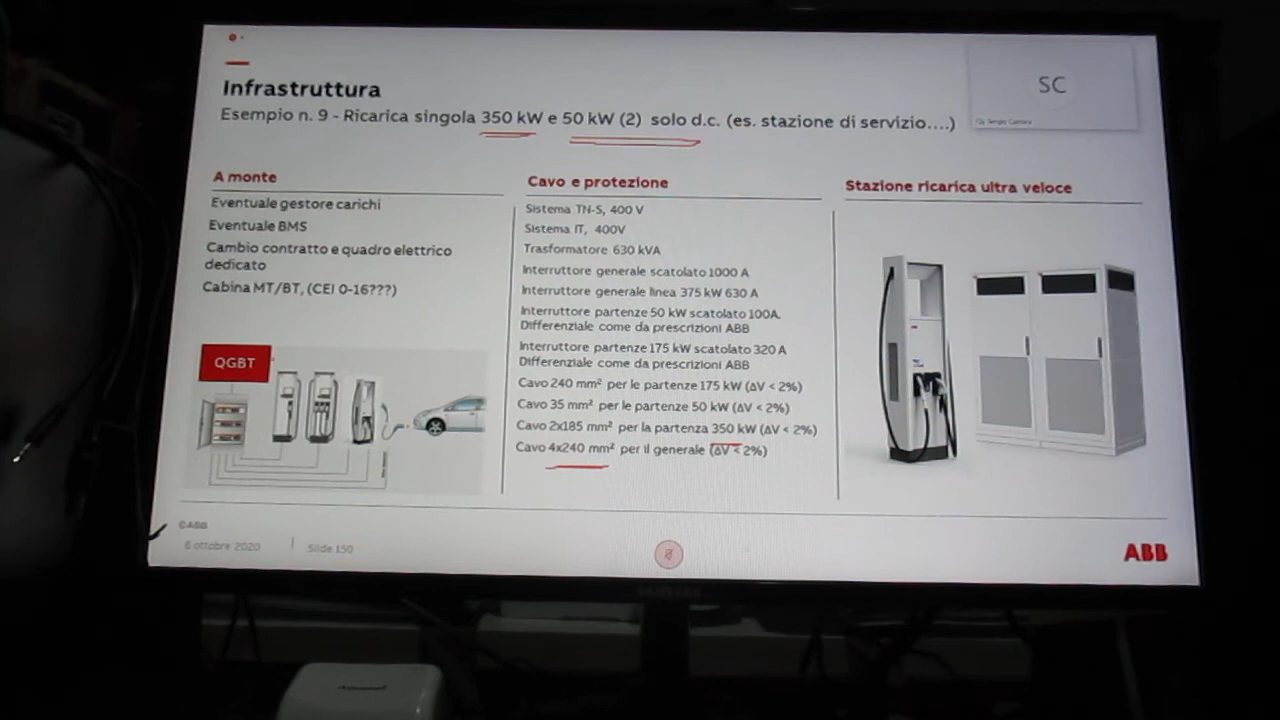 Infrastruttura
SC
Esempio n. 9 - Ricarica singola 350 kW e 50 kW (2) solo d.c. (es. stazione di servizio....)
A monte
Eventuale gestore carichi
Eventuale BMS
Cambio contratto e quadro elettrico
dedicato
Cabina MT/BT, (CEI 0-16???)
QGBT
Cavo e protezione
Sistema TN-S, 400 V
Sistema IT, 400V
Trasformatore 630 kVA
Interruttore generale scatolato 1000 A
Interruttore generale linea 375 kW 630 A
Interruttore partenze 50 kW scatolato 100A.
Differenziale come da prescrizioni ABB
Interruttore partenze 175 kW scatolato 320 A
Differenziale come da prescrizioni ABB
Cavo 240 mm² per le partenze 175 kW (ΔV < 2%)
Cavo 35 mm² per le partenze 50 kW (ΔV < 2%)
Cavo 2x185 mm² per la partenza 350 kW (ΔV < 2%)
Cavo 4x240 mm² per il generale (ΔV < 2%)
Stazione ricarica ultra veloce
©ABB
6 ottobre 2020
Slide 150
ABB